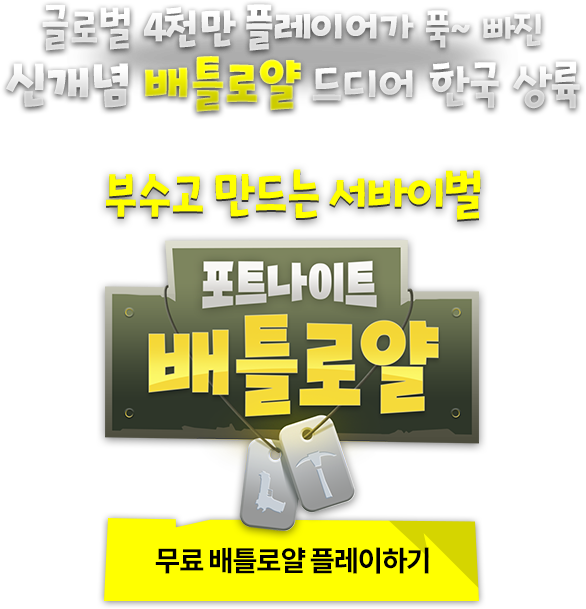 글로벌 4천만 플레이어가 푹~ 빠진
신개념 배틀로얄 드디어 한국 상륙
부수고 만드는 서바이벌
포트나이트
배틀로얄
무료 배틀로얄 플레이하기